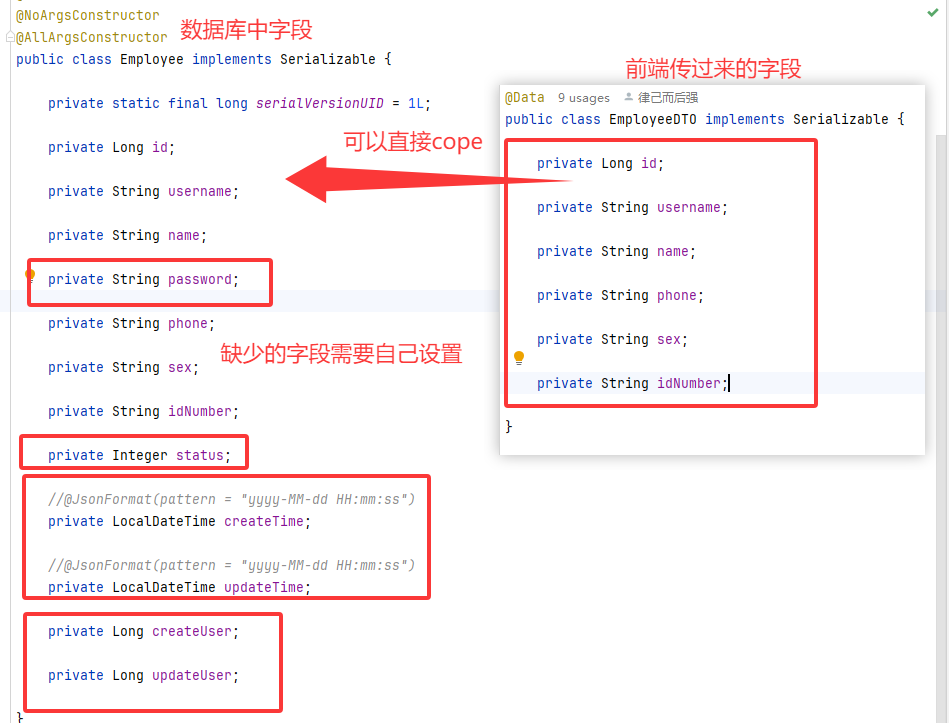 @NoArgsConstructor
@AllArgsConstructor
数据库中字段
public class Employee implements Serializable {
private static final long serialVersionUID = 1L;
private Long id;
private String username;
private String name;
private String password;
private String phone;
缺少的字段需要自己设置
private String sex;
private String idNumber;
private Integer status;
//@JsonFormat(pattern = "yyyy-MM-dd HH:mm:ss")
private LocalDateTime createTime;
//@JsonFormat(pattern = "yyyy-MM-dd HH:mm:ss")
private LocalDateTime updateTime;
private Long createUser;
private Long updateUser;
}
可以直接cope
前端传过来的字段
@Data 9 usages 律己而后强
public class EmployeeDTO implements Serializable {
private Long id;
private String username;
private String name;
private String phone;
private String sex;
private String idNumber;
}